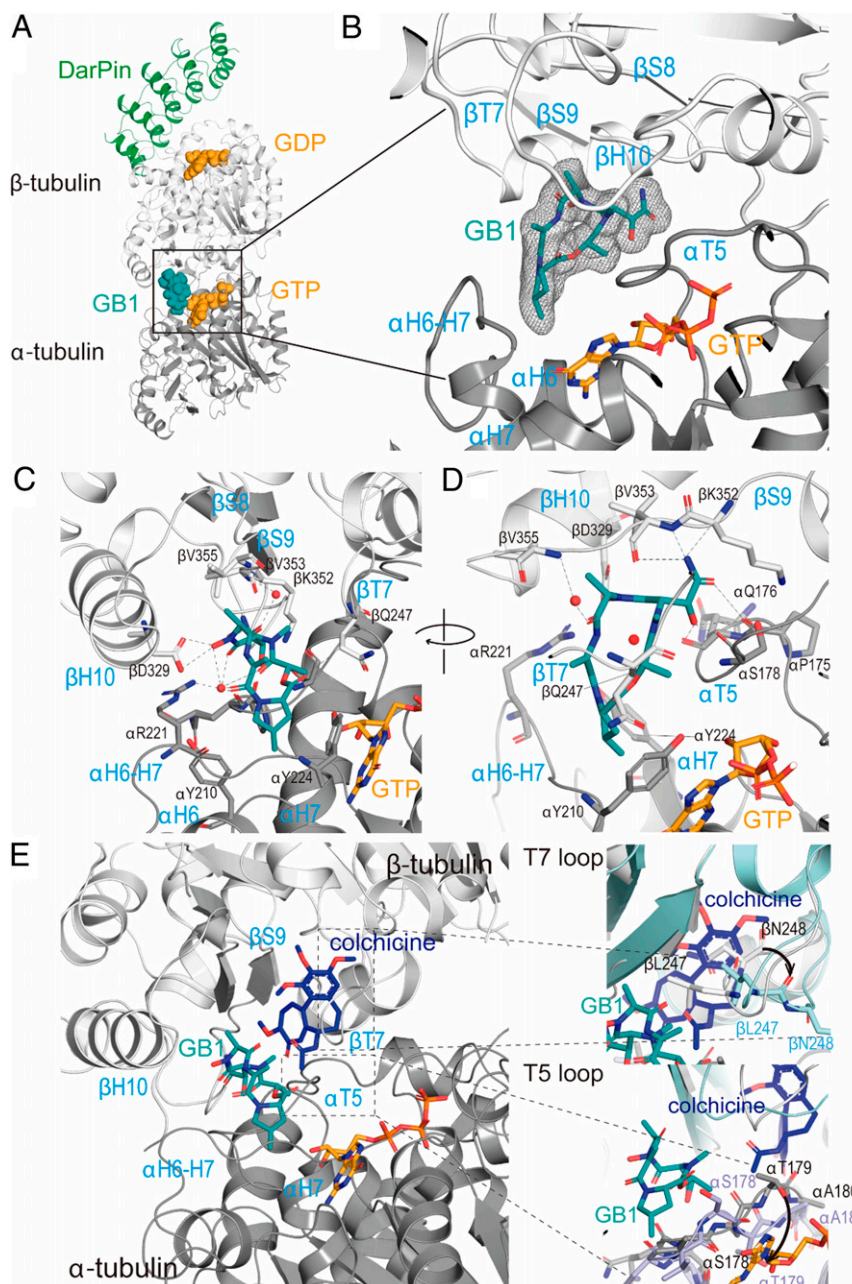 A
DarPin
GDP
β-tubulin
GB1
GTP
α-tubulin
B
βS8
βT7
βS9
βH10
GB1
αT5
αH6-H7
GTP
αH6
αH7
C
βS8
βS9
βV355
βV353
βK352
βT7
βQ247
βD329
βH10
αR221
αY210
αY224
αH6-H7
αH6
αH7
GTP
D
βV353
βH10
βK352
βS9
βD329
βV355
αQ176
αR221
βT7
αS178
αP175
αT5
βQ247
αY224
αH7
αH6-H7
αY210
GTP
E
β-tubulin
βS9
colchicine
GB1
βT7
βH10
αT5
αH6-H7
αH7
α-tubulin
T7 loop
colchicine
βN248
βL247
GB1
βL247
βN248
T5 loop
colchicine
αT179
αS178
αA180
GB1
αA18
αS178
αT179